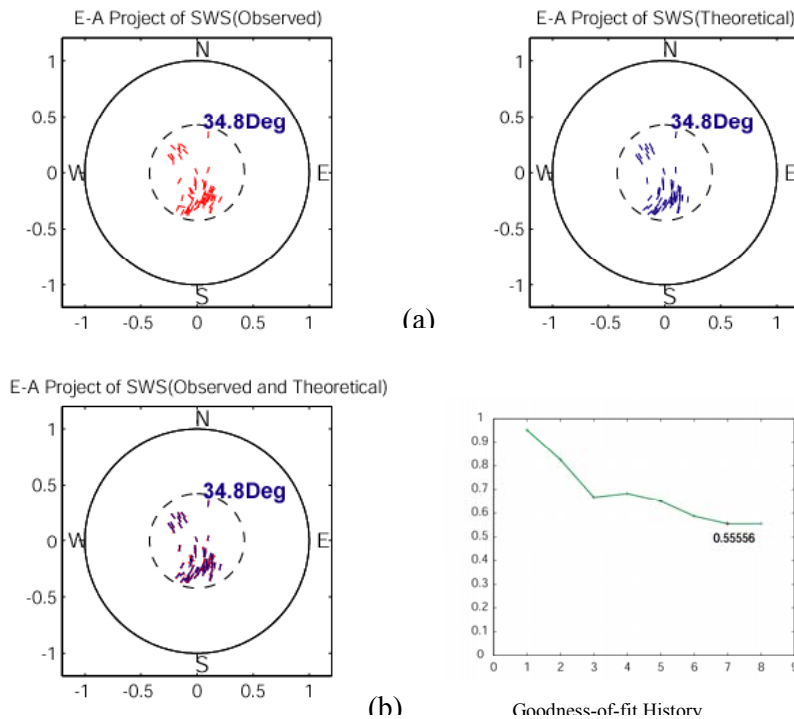 E-A Project of SWS(Observed)
N
1
0.5
34.8Deg
0
W
E
-0.5
-1
S
-1 -0.5 0 0.5 1
E-A Project of SWS(Theoretical)
N
1
0.5
34.8Deg
0
W
E
-0.5
-1
S
-1 -0.5 0 0.5 1
(a)
E-A Project of SWS(Observed and Theoretical)
N
1
0.5
34.8Deg
0
W
E
-0.5
-1
S
-1 -0.5 0 0.5 1
1
0.9
0.8
0.7
0.6
0.5
0.4
0.3
0.2
0.1
0
0.55556
0 1 2 3 4 5 6 7 8 9
(b)
Goodness-of-fit History